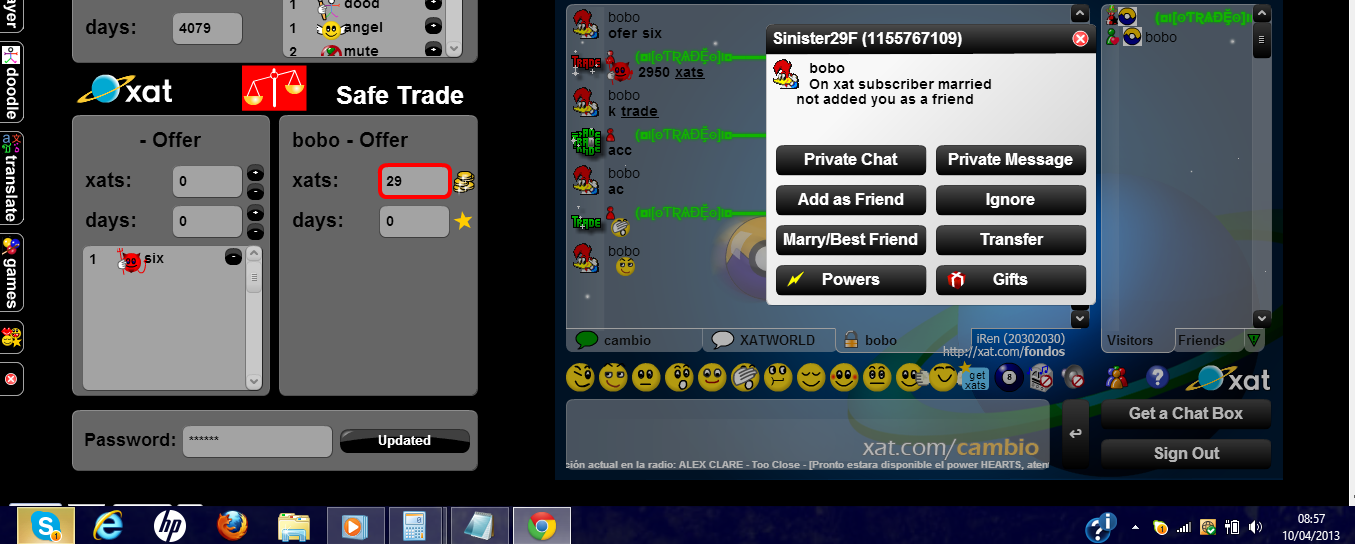 ayer
doodle
translate
games
days: 4079
1 dood
1 angel
2 mute
xat
Safe Trade
- Offer
xats: 0
days: 0
1 six
bobo - Offer
xats: 29
days: 0
Password: ****** Updated
bobo
ofer six
2950 xats
bobo
k trade
acc
bobo
ac
bobo
Sinister29F (1155767109)
bobo
On xat subscriber married
not added you as a friend
Private Chat
Private Message
Add as Friend
Ignore
Marry/Best Friend
Transfer
Powers
Gifts
bobo
cambio
XATWORLD
bobo
iRen (20302030)
http://xat.com/fondos
Visitors
Friends
get
xats
8
xat
xat.com/cambio
ción actual en la radio: ALEX CLARE - Too Close - [Pronto estara disponible el power HEARTS, aten
Get a Chat Box
Sign Out
08:57
10/04/2013